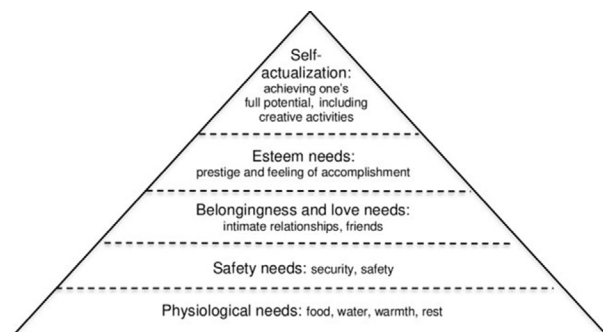 Self-
actualization:
achieving one's
full potential, including
creative activities
Esteem needs:
prestige and feeling of accomplishment
Belongingness and love needs:
intimate relationships, friends
Safety needs: security, safety
Physiological needs: food, water, warmth, rest